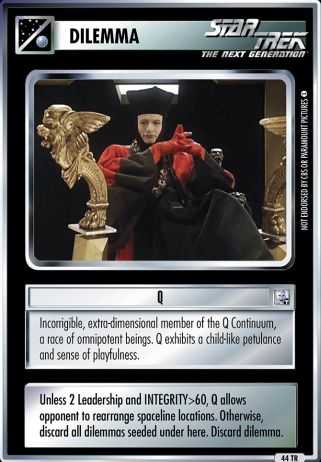 DILEMMA
STAR TREK
THE NEXT GENERATION
NOT ENDORSED BY CBS OR PARAMOUNT PICTURES
Q
Incorrigible, extra-dimensional member of the Q Continuum,
a race of omnipotent beings. Q exhibits a child-like petulance
and sense of playfulness.
Unless 2 Leadership and INTEGRITY>60, Q allows
opponent to rearrange spaceline locations. Otherwise,
discard all dilemmas seeded under here. Discard dilemma.
44 TR